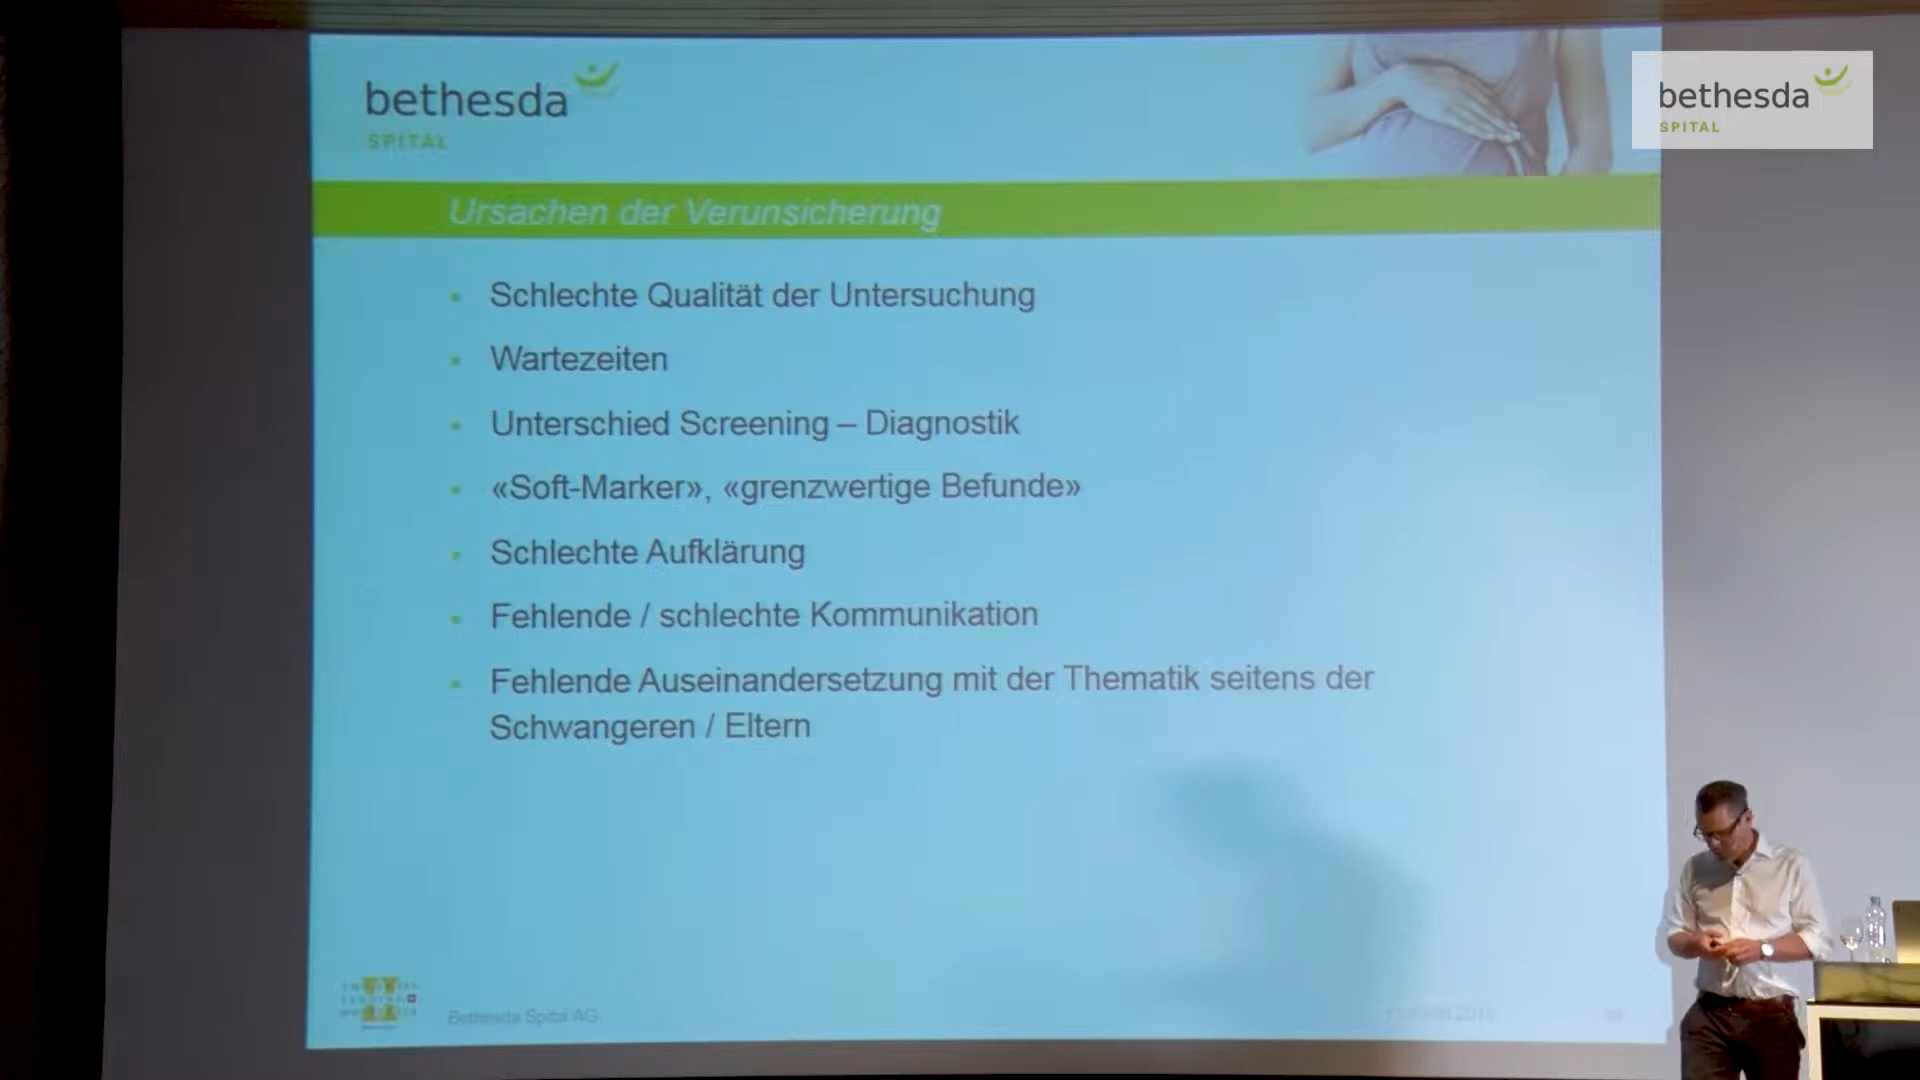 bethesda
SPITAL
bethesda
SPITAL
Ursachen der Verunsicherung
Schlechte Qualität der Untersuchung
Wartezeiten
Unterschied Screening – Diagnostik
«Soft-Marker», «grenzwertige Befunde»
Schlechte Aufklärung
Fehlende / schlechte Kommunikation
Fehlende Auseinandersetzung mit der Thematik seitens der
Schwangeren / Eltern
Bethesda Spital AG